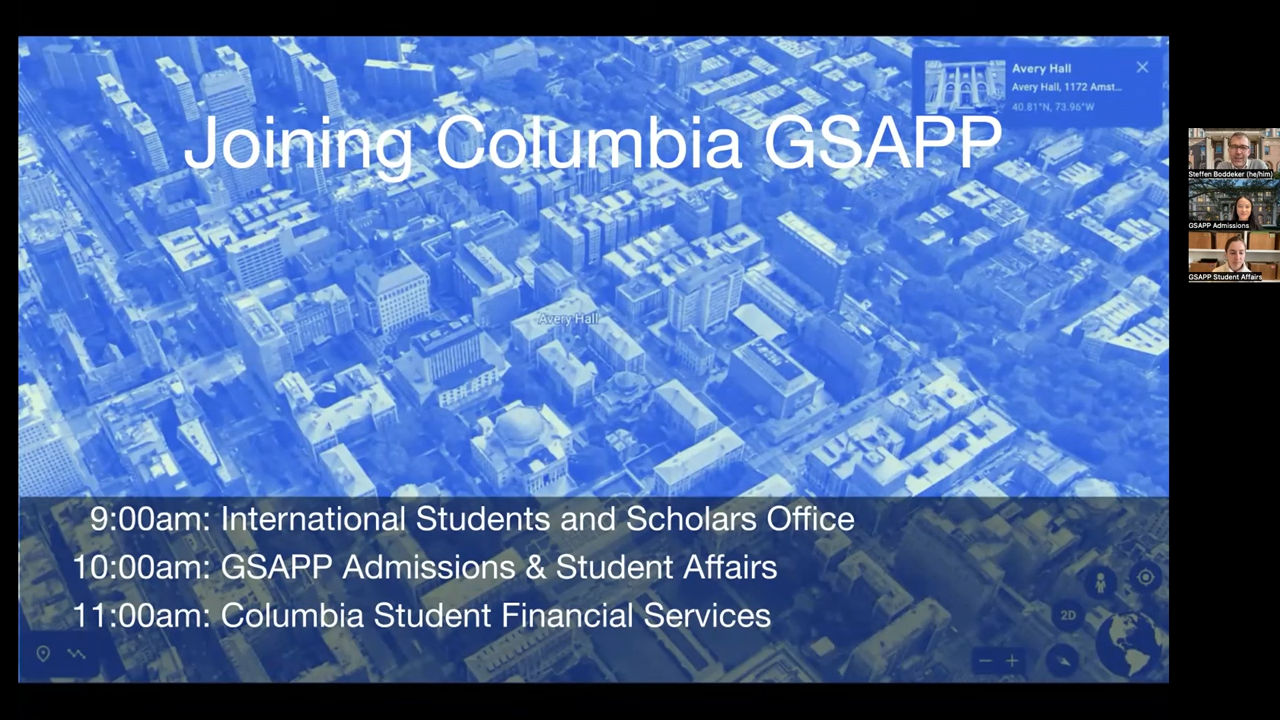 Avery Hall
Avery Hall, 1172 Amst...
40.81°N, 73.96°W
Joining Columbia GSAPP
Avery Hall
9:00am: International Students and Scholars Office
10:00am: GSAPP Admissions & Student Affairs
11:00am: Columbia Student Financial Services
2D
Steffen Boddeker (he/him)
GSAPP Admissions
GSAPP Student Affairs